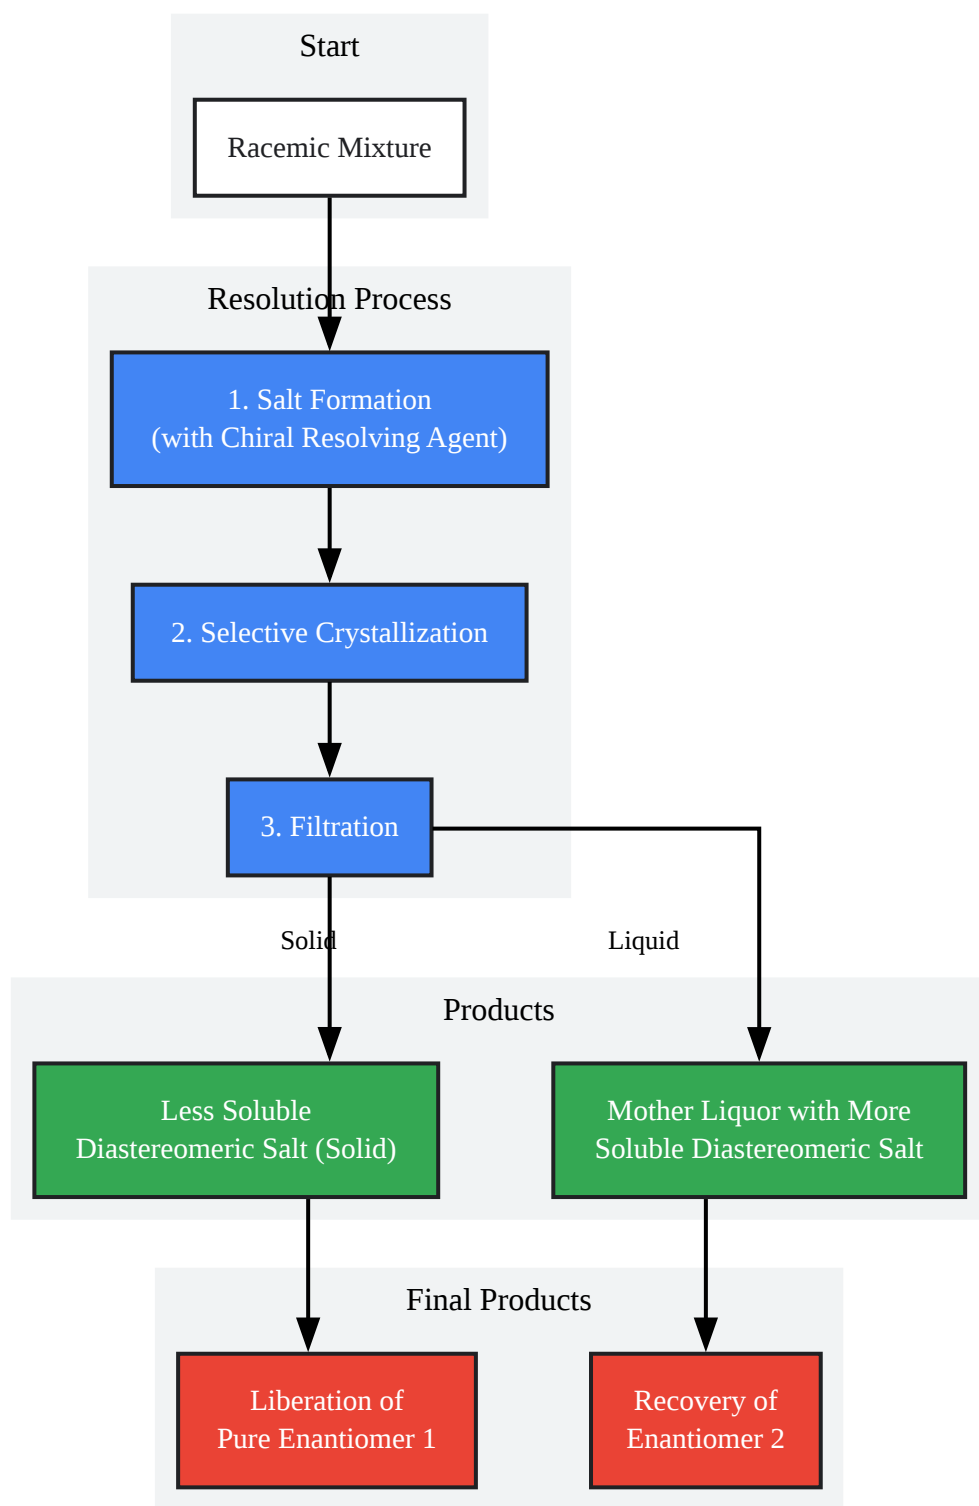 Start
Racemic Mixture
Resolution Process
1. Salt Formation
(with Chiral Resolving Agent)
2. Selective Crystallization
3. Filtration
Solid
Liquid
Products
Less Soluble
Diastereomeric Salt (Solid)
Mother Liquor with More
Soluble Diastereomeric Salt
Final Products
Liberation of
Pure Enantiomer 1
Recovery of
Enantiomer 2